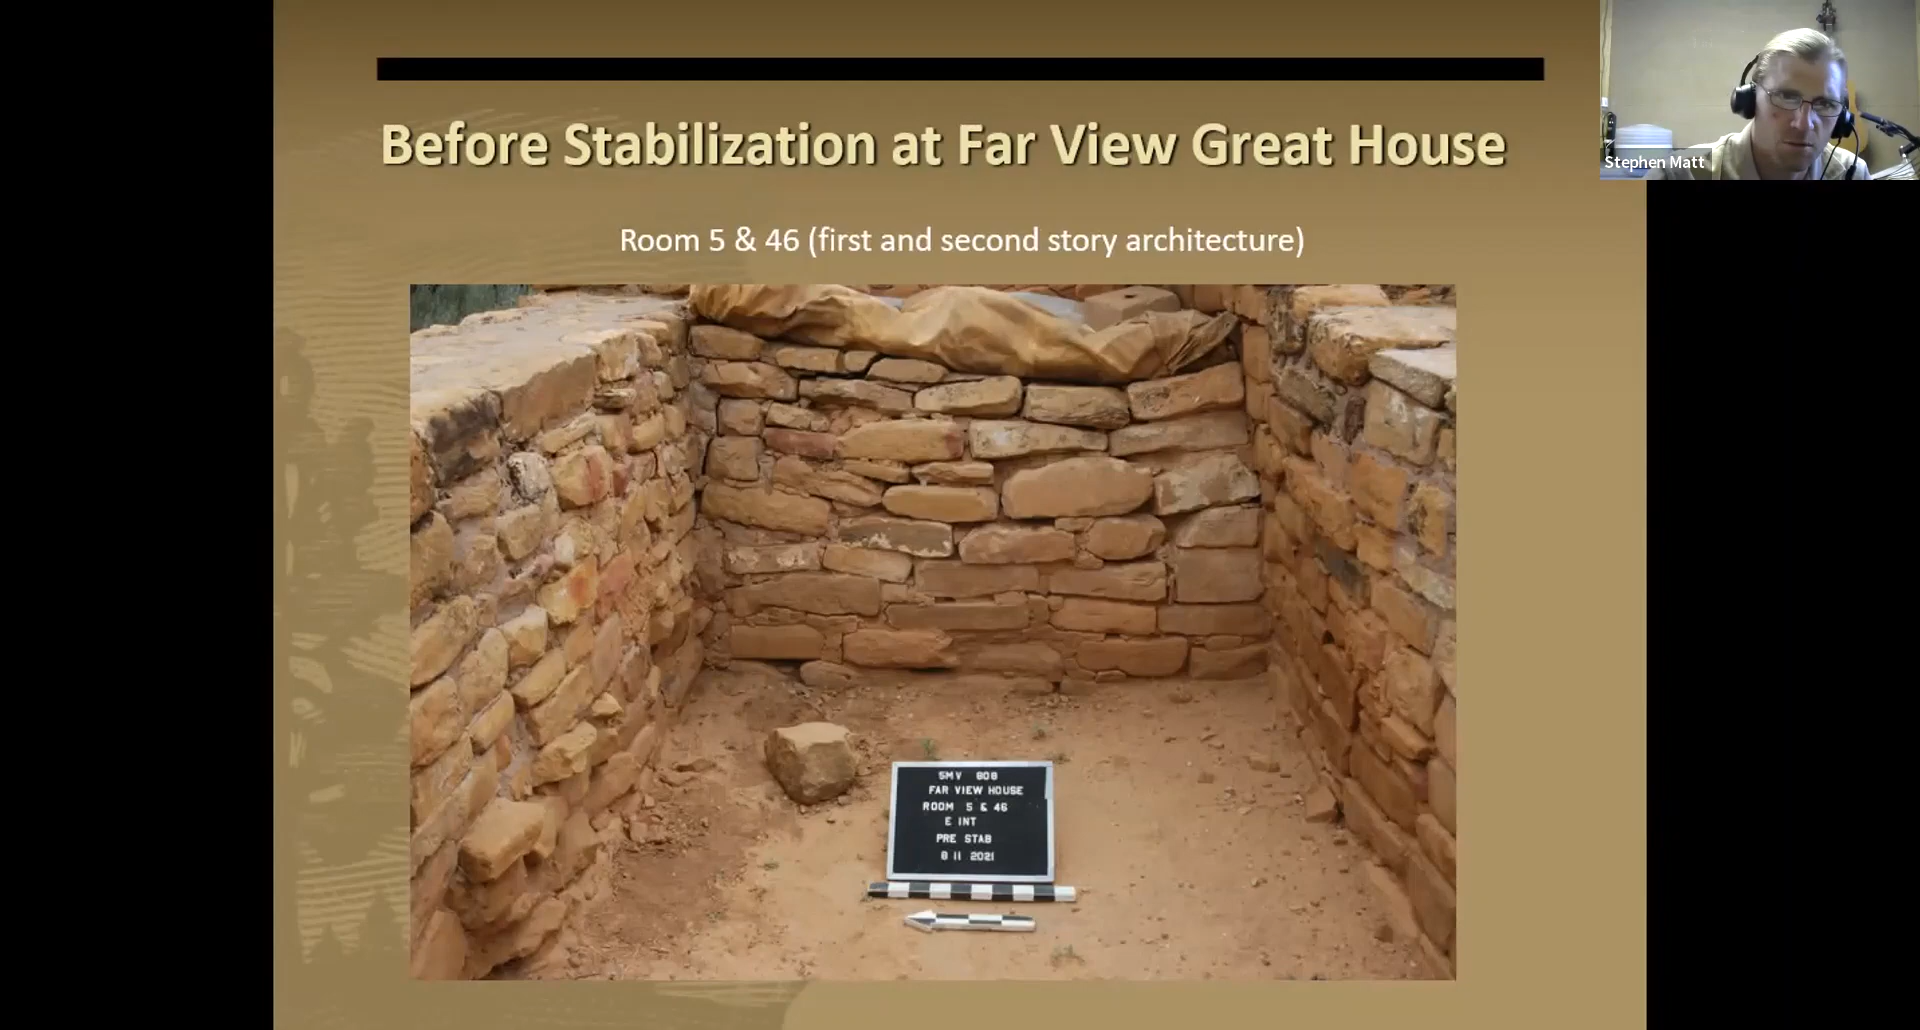 Before Stabilization at Far View Great House
Room 5 & 46 (first and second story architecture)
Stephen Matt
5MV 808
FAR VIEW HOUSE
ROOM 5 & 46
E INT
PRE STAB
8 11 2021